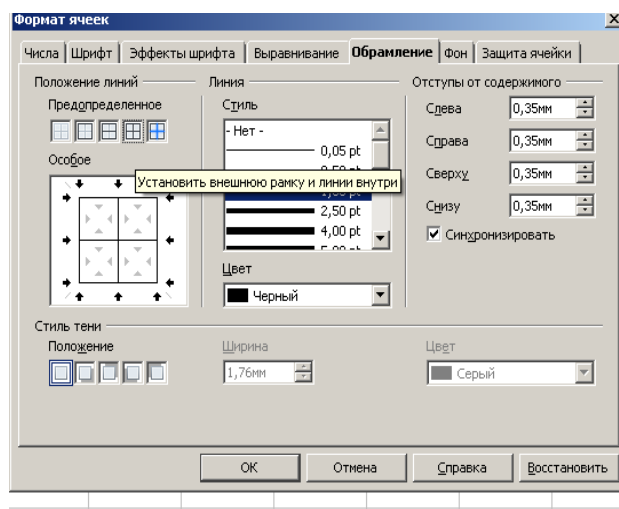 Формат ячеек
Числа Шрифт Эффекты шрифта Выравнивание Обрамление Фон Защита ячейки
Положение линий
Предопределенное
Особое
Линия
Стиль
- Нет -
0,05 pt
Установить внешнюю рамку и линии внутри
2,50 pt
4,00 pt
Цвет
Черный
Отступы от содержимого
Слева 0,35мм
Справа 0,35мм
Сверху 0,35мм
Снизу 0,35мм
Синхронизировать
Стиль тени
Положение
Ширина
1,76мм
Цвет
Серый
ОК Отмена Справка Восстановить